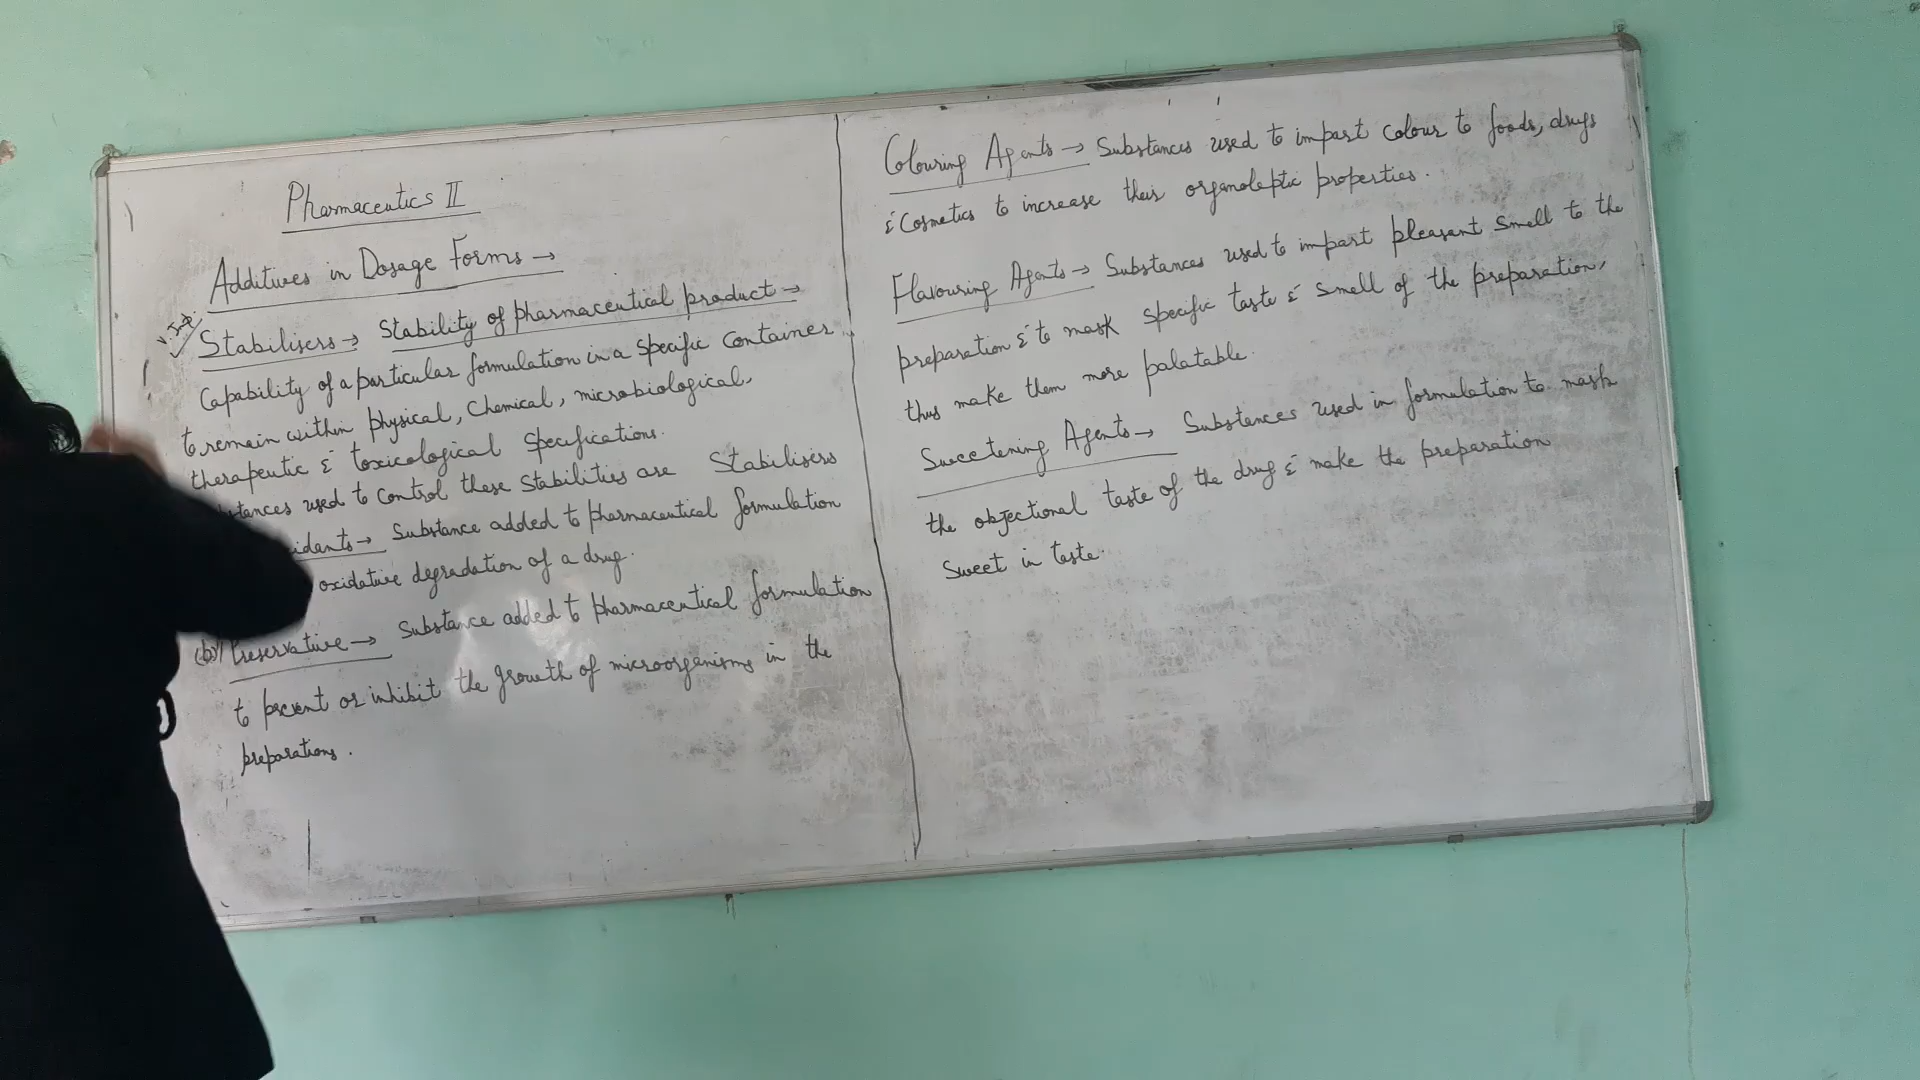 Pharmaceutics II
Additives in Dosage Forms →
V. Imp.
Stabilisers → Stability of pharmaceutical product →
Capability of a particular formulation in a specific container
to remain within physical, chemical, microbiological,
therapeutic & toxicological specifications.
used to control these stabilities are Stabilisers
→ Substance added to pharmaceutical formulation
oxidative degradation of a drug.
(b) Preservative → Substance added to pharmaceutical formulation
to prevent or inhibit the growth of microorganisms in the
preparations.
Colouring Agents → Substances used to impart colour to foods, drugs
& Cosmetics to increase their organoleptic properties.
Flavouring Agents → Substances used to impart pleasant smell to the
preparation & to mask specific taste & smell of the preparation,
thus make them more palatable.
Sweetening Agents → Substances used in formulation to mask
the objectional taste of the drug & make the preparation
sweet in taste.